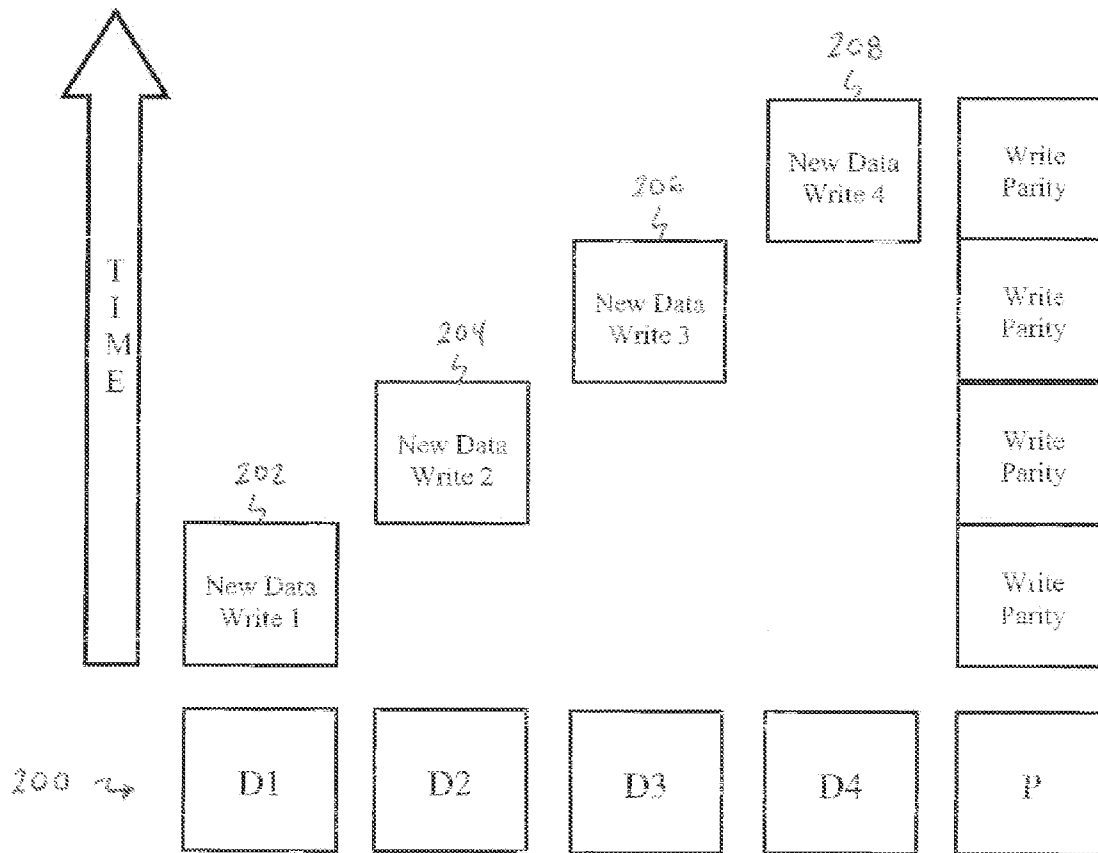 208
New Data
Write 4
Write
Parity
206
New Data
Write 3
Write
Parity
T
I
M
E
204
New Data
Write 2
Write
Parity
202
New Data
Write 1
Write
Parity
200
D1
D2
D3
D4
P